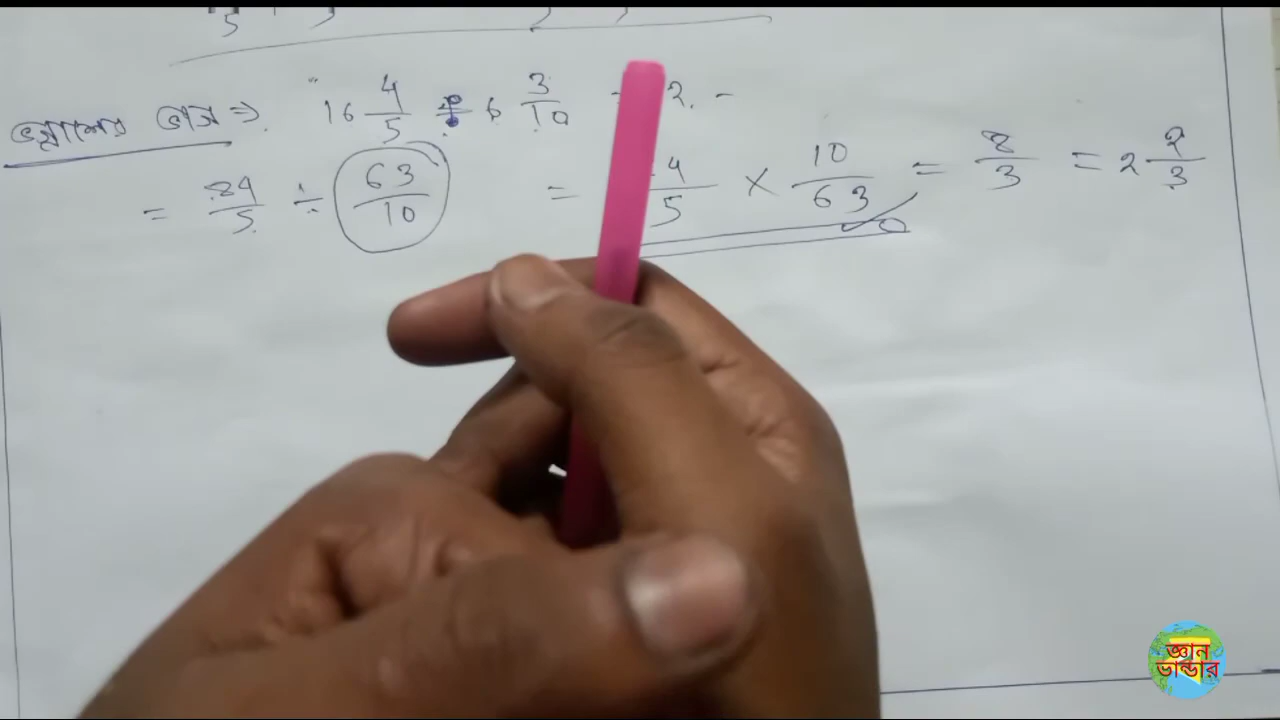 ভগ্নাংশের ভাগ ⇒ 16 4/5 ÷ 6 3/10
= 84/5 ÷ 63/10 = 4/5 × 10/63 = 8/3 = 2 2/3
জ্ঞান
ভান্ডার